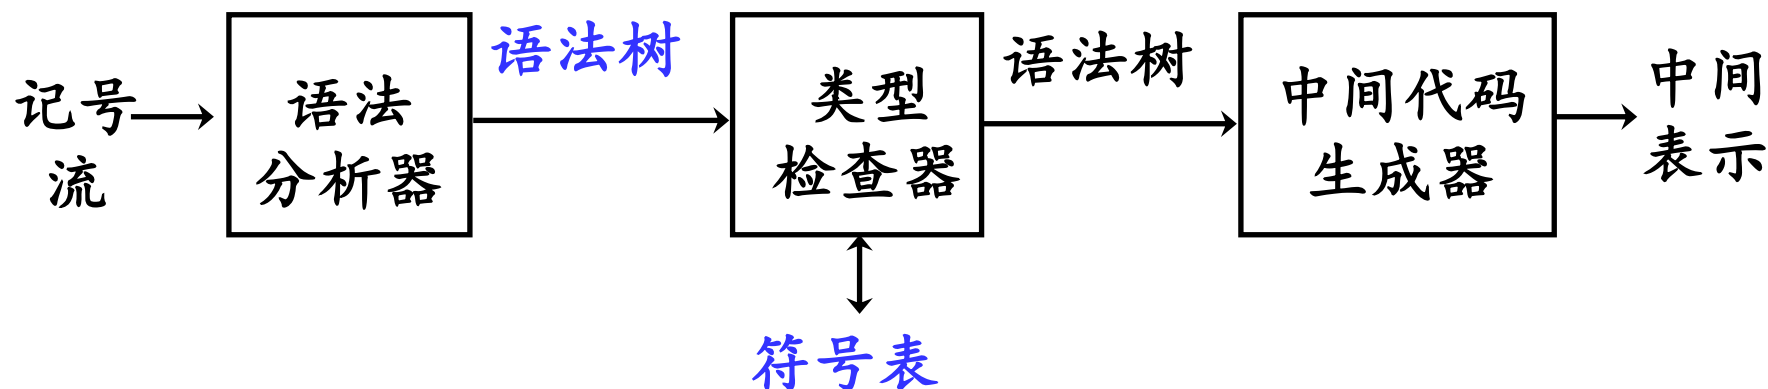 记号
流
语法
分析器
语法树
类型
检查器
语法树
中间代码
生成器
中间
表示
符号表